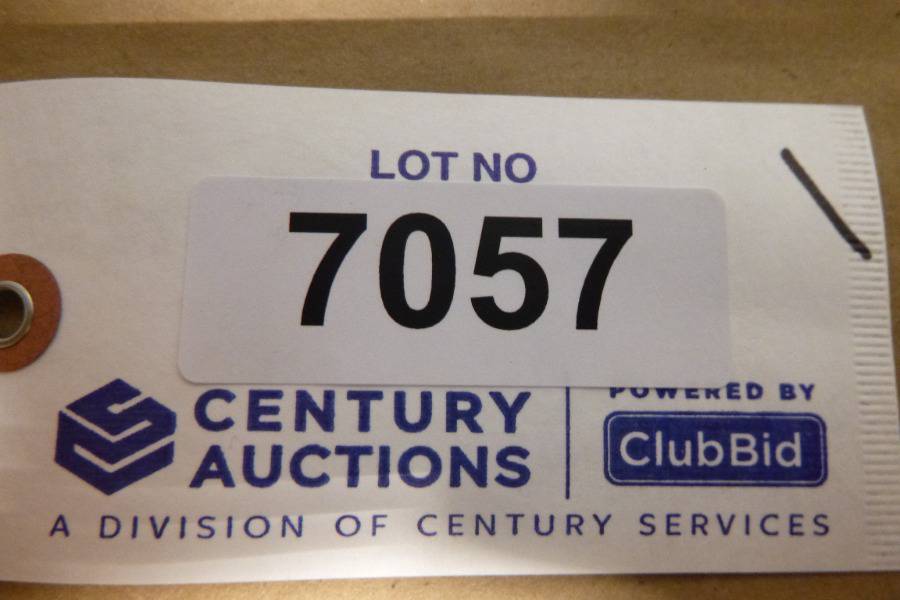 LOT NO
7057
CENTURY
AUCTIONS
POWERED BY
ClubBid
A DIVISION OF CENTURY SERVICES